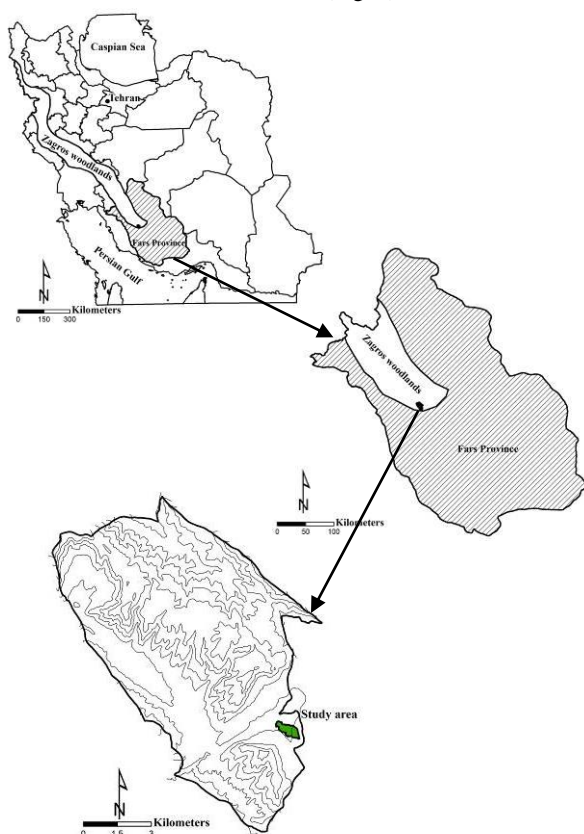 Caspian Sea
Tehran
Zagros woodlands
Fars Province
Persian Gulf
N
Kilometers
0 150 300
Zagros woodlands
Fars Province
N
Kilometers
0 50 100
Study area
N
Kilometers
0 1.5 3